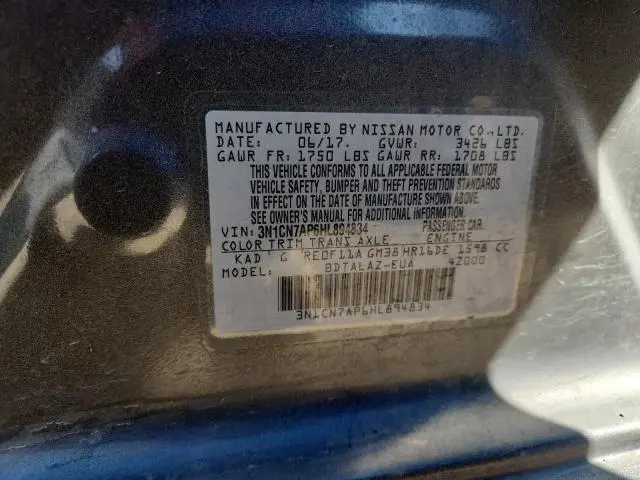 MANUFACTURED BY NISSAN MOTOR CO., LTD.
DATE: 06/17. GVWR: 3426 LBS
GAWR FR: 1750 LBS GAWR RR: 1708 LBS
THIS VEHICLE CONFORMS TO ALL APPLICABLE FEDERAL MOTOR
VEHICLE SAFETY, BUMPER AND THEFT PREVENTION STANDARDS
IN EFFECT ON THE DATE OF MANUFACTURE SHOWN ABOVE.
SEE OWNER'S MANUAL FOR ADDITIONAL INFORMATION.
VIN: 3N1CN7AP6HL894834 PASSENGER CAR.
COLOR TRIM TRANS AXLE ENGINE
KAD G RE0F11A GM38 HR16DE 1598 CC
MODEL: BDTALAZ-EUA 42000
3N1CN7AP6HL894834